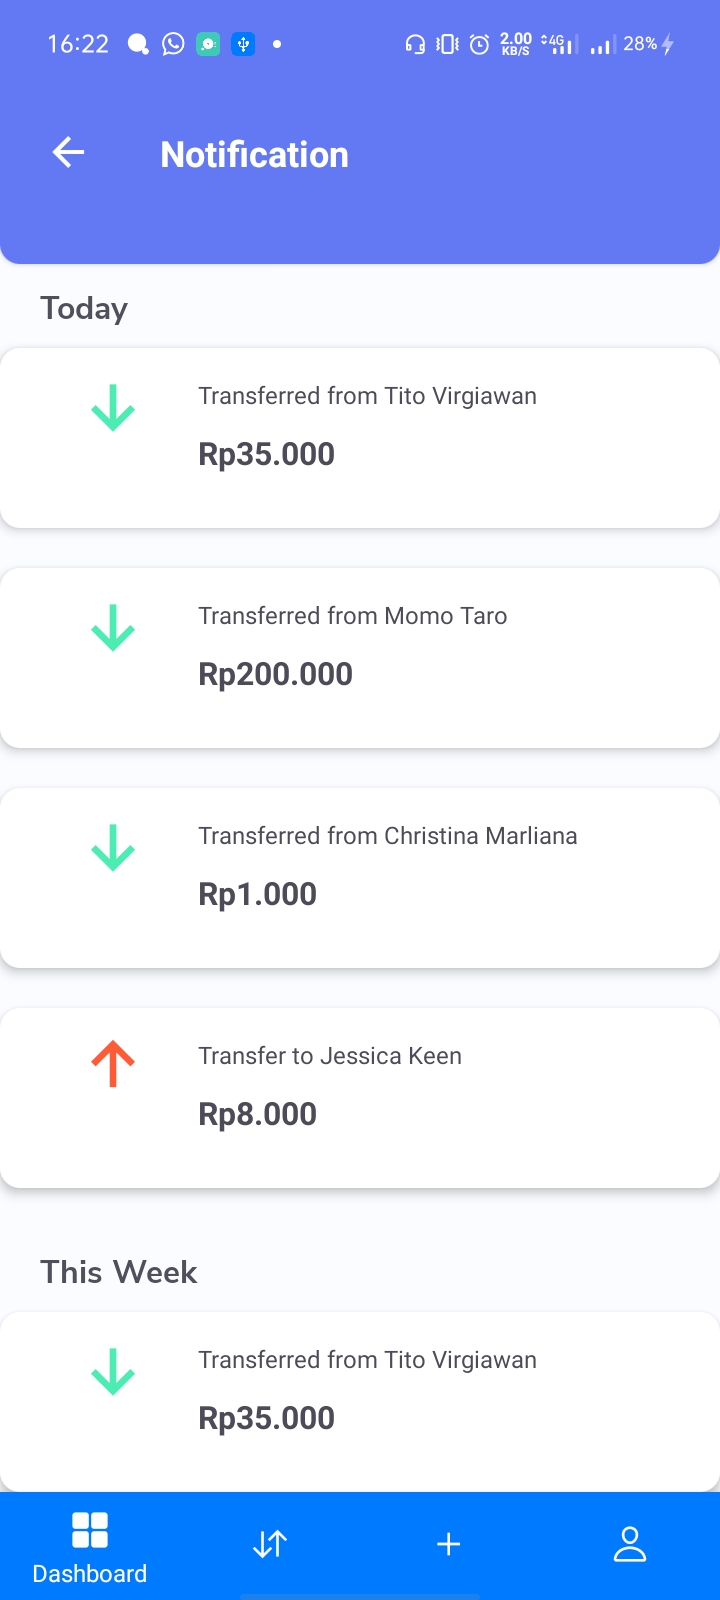 16:22
2.00
KB/S
4G
28%
Notification
Today
Transferred from Tito Virgiawan
Rp35.000
Transferred from Momo Taro
Rp200.000
Transferred from Christina Marliana
Rp1.000
Transfer to Jessica Keen
Rp8.000
This Week
Transferred from Tito Virgiawan
Rp35.000
Dashboard